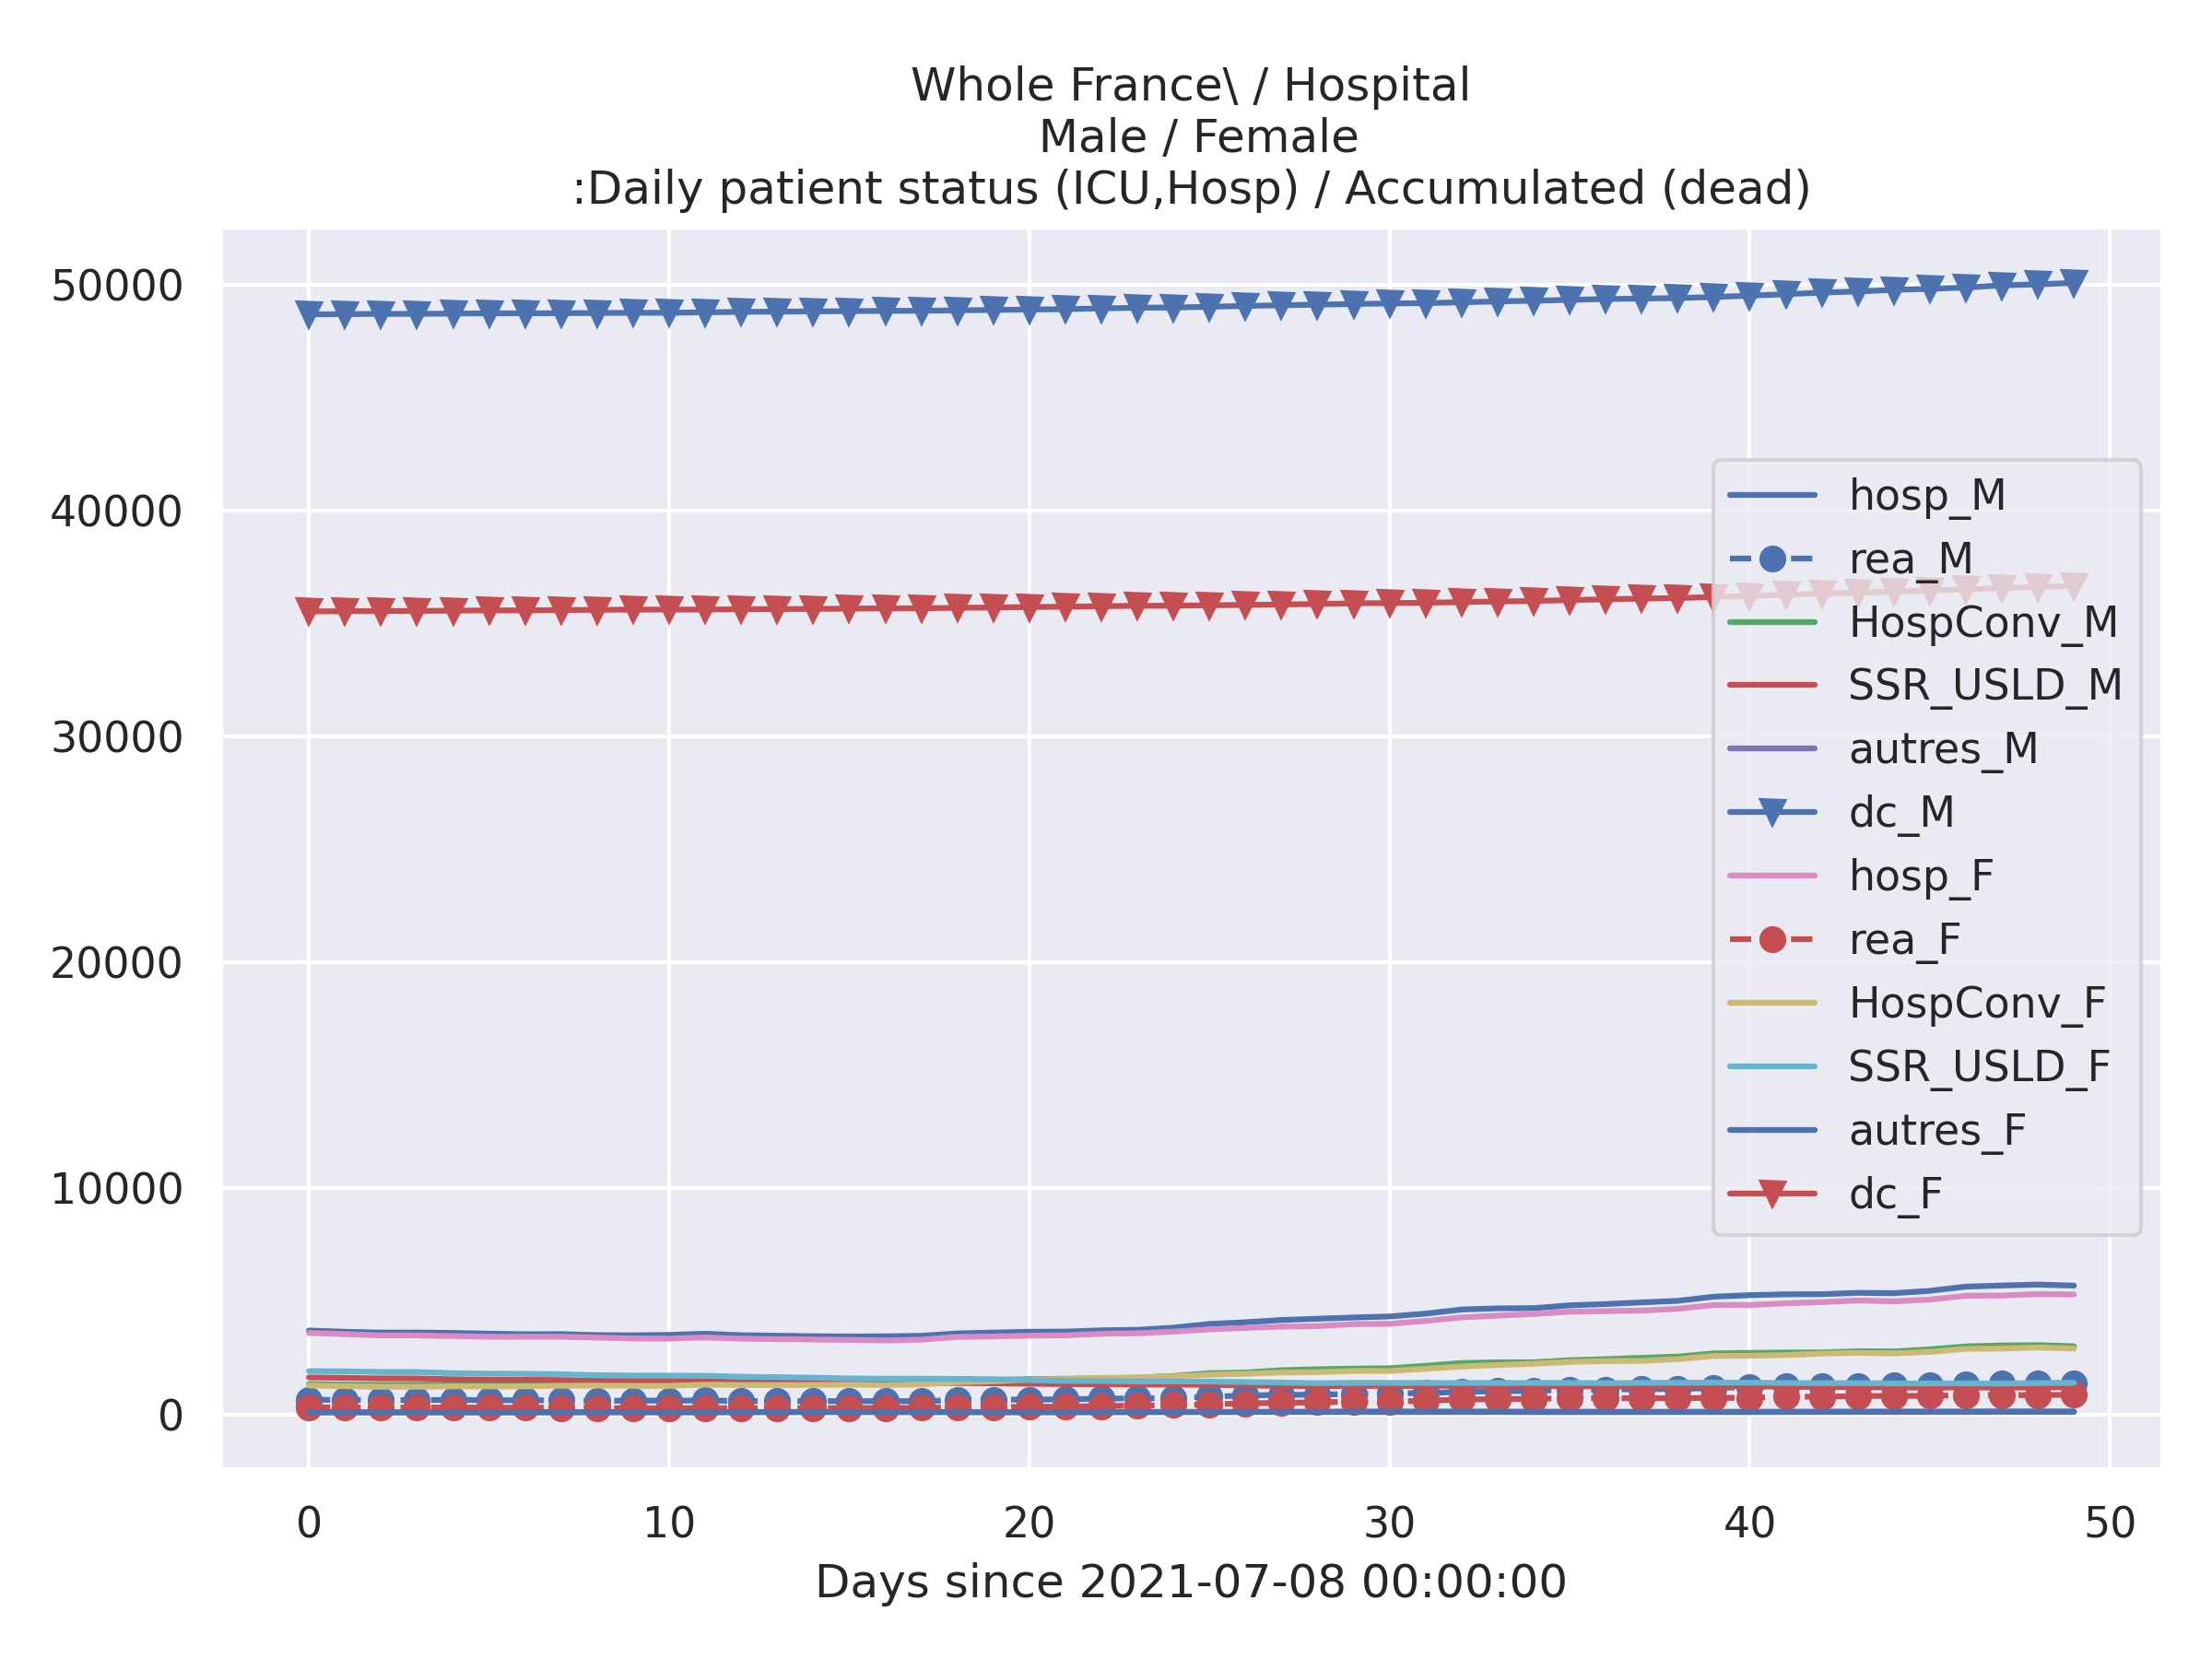 Whole France\ / Hospital
Male / Female
:Daily patient status (ICU,Hosp) / Accumulated (dead)
50000
40000
30000
20000
10000
0
hosp_M
rea_M
HospConv_M
SSR_USLD_M
autres_M
dc_M
hosp_F
rea_F
HospConv_F
SSR_USLD_F
autres_F
dc_F
0 10 20 30 40 50
Days since 2021-07-08 00:00:00